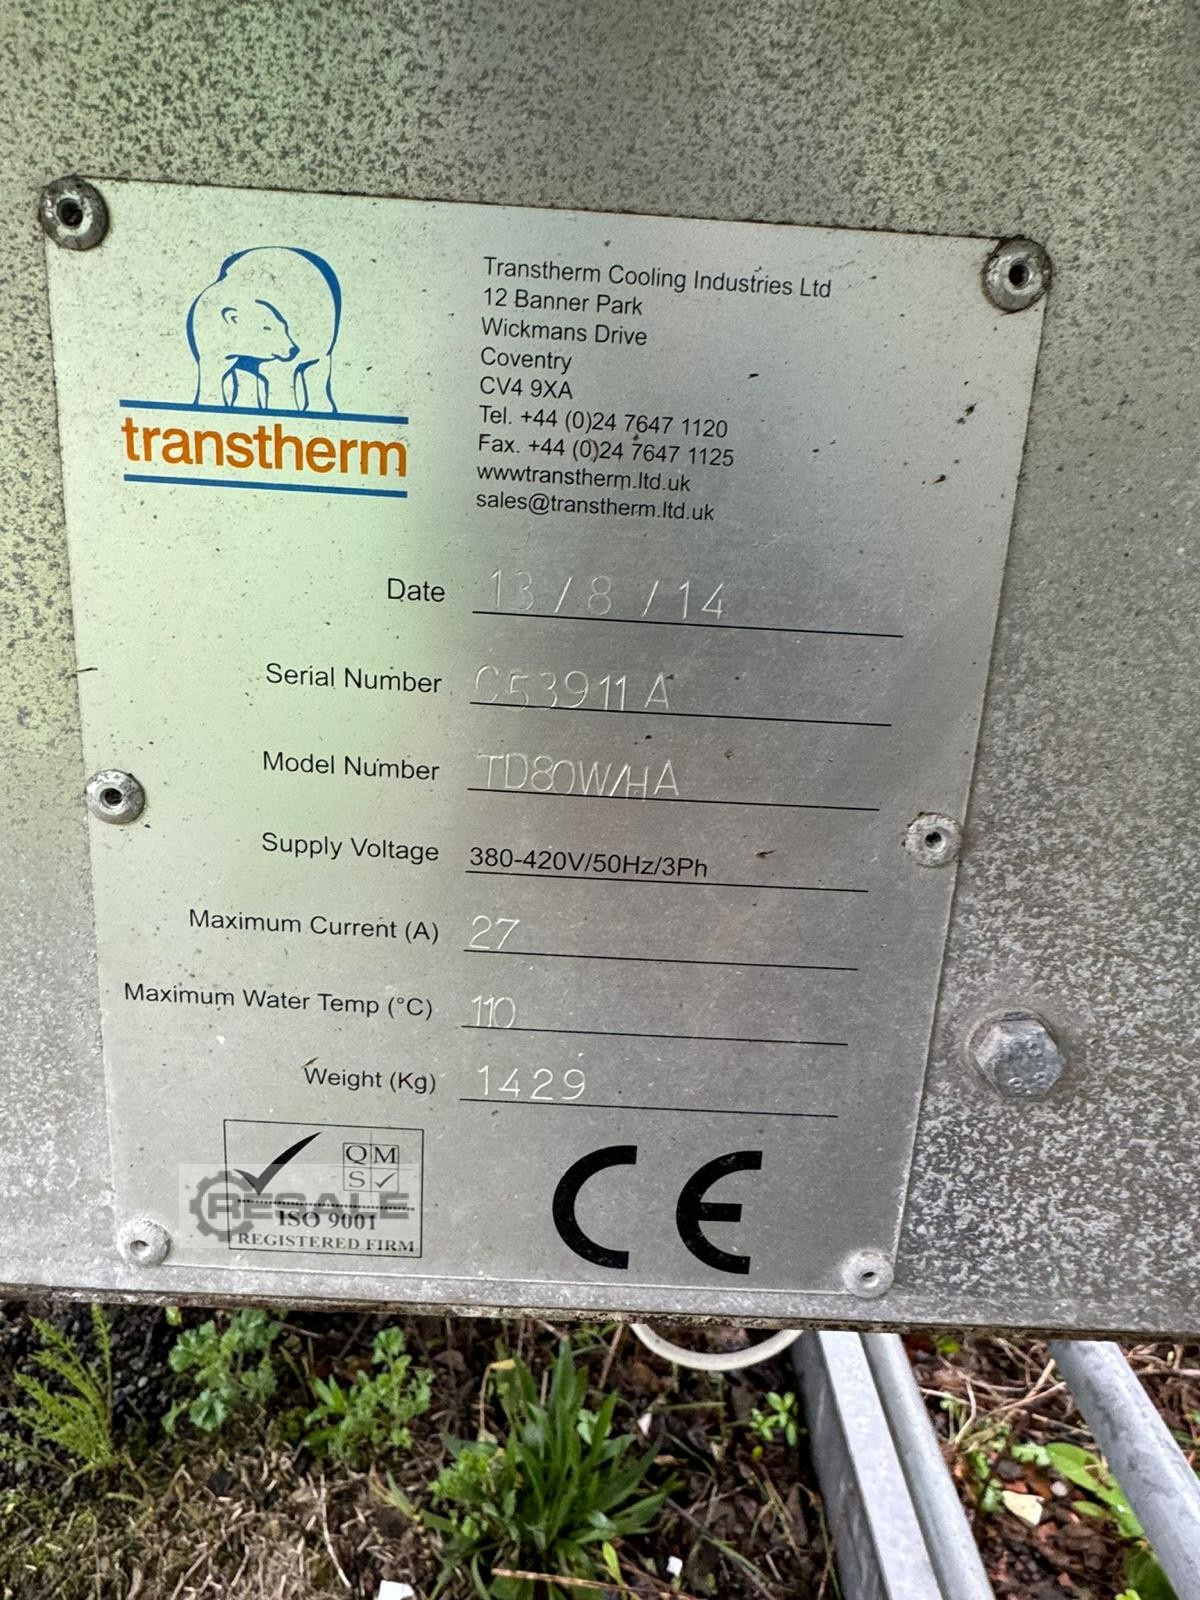 transtherm
Transtherm Cooling Industries Ltd
12 Banner Park
Wickmans Drive
Coventry
CV4 9XA
Tel. +44 (0)24 7647 1120
Fax. +44 (0)24 7647 1125
wwwtranstherm.ltd.uk
sales@transtherm.ltd.uk
Date 13/8/14
Serial Number C53911A
Model Number TD80W/HA
Supply Voltage 380-420V/50Hz/3Ph
Maximum Current (A) 27
Maximum Water Temp (°C) 110
Weight (Kg) 1429
QM
S
RESALE
ISO 9001
REGISTERED FIRM
CE